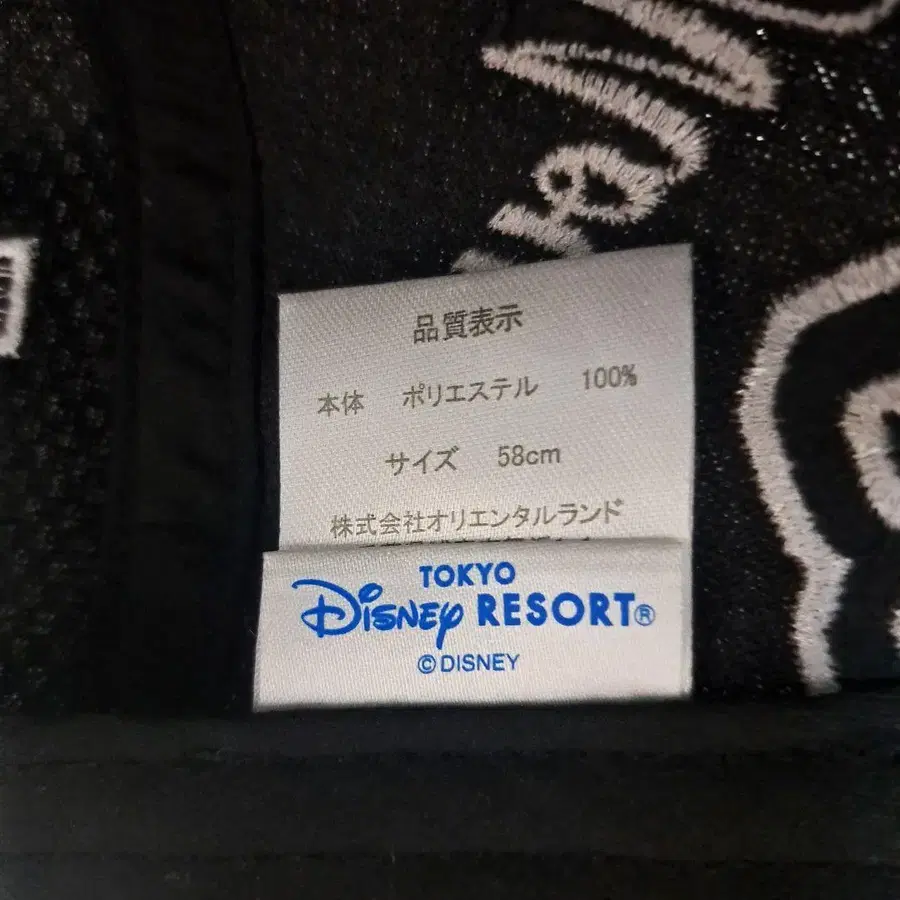 品質表示
本体 ポリエステル 100%
サイズ 58cm
株式会社オリエンタルランド
TOKYO
Disney RESORT®
© DISNEY